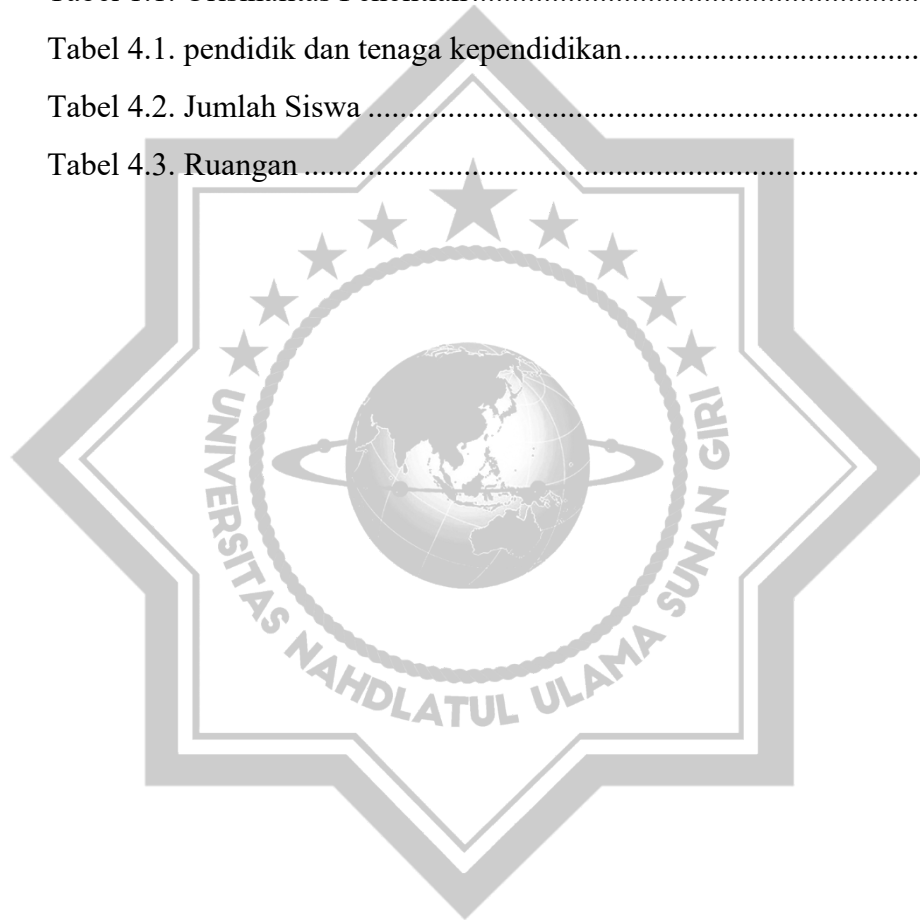 Tabel 4.1. pendidik dan tenaga kependidikan.....................................
Tabel 4.2. Jumlah Siswa .....................................................................
Tabel 4.3. Ruangan .............................................................................
UNIVERSITAS NAHDLATUL ULAMA SUNAN GIRI